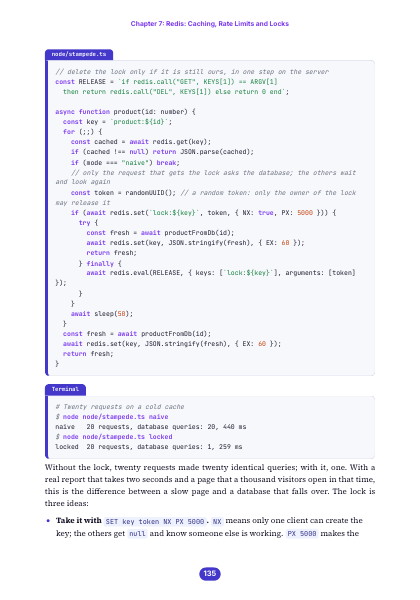 Chapter 7: Redis: Caching, Rate Limits and Locks
node/stampede.ts
// delete the lock only if it is still ours, in one step on the server
const RELEASE = `if redis.call("GET", KEYS[1]) == ARGV[1]
then return redis.call("DEL", KEYS[1]) else return 0 end`;
async function product(id: number) {
const key = `product:${id}`;
for (;;) {
const cached = await redis.get(key);
if (cached !== null) return JSON.parse(cached);
if (mode === "naive") break;
// only the request that gets the lock asks the database; the others wait
and look again
const token = randomUUID(); // a random token: only the owner of the lock
may release it
if (await redis.set(`lock:${key}`, token, { NX: true, PX: 5000 })) {
try {
const fresh = await productFromDb(id);
await redis.set(key, JSON.stringify(fresh), { EX: 60 });
return fresh;
} finally {
await redis.eval(RELEASE, { keys: [`lock:${key}`], arguments: [token]
});
}
}
await sleep(50);
}
const fresh = await productFromDb(id);
await redis.set(key, JSON.stringify(fresh), { EX: 60 });
return fresh;
}
Terminal
# Twenty requests on a cold cache
$ node node/stampede.ts naive
naive 20 requests, database queries: 20, 440 ms
$ node node/stampede.ts locked
locked 20 requests, database queries: 1, 259 ms
Without the lock, twenty requests made twenty identical queries; with it, one. With a
real report that takes two seconds and a page that a thousand visitors open in that time,
this is the difference between a slow page and a database that falls over. The lock is
three ideas:
• Take it with SET key token NX PX 5000. NX means only one client can create the
key; the others get null and know someone else is working. PX 5000 makes the
135